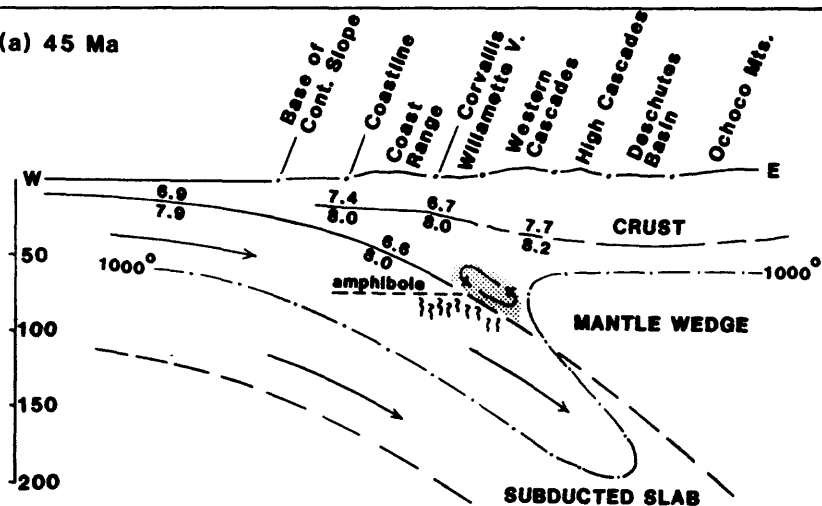 (a) 45 Ma
Base of
Cont. Slope
Coastline
Coast
Range
Corvallis
Willamette V.
Western
Cascades
High Cascades
Deschutes
Basin
Ochoco Mts.
W
E
6.9
7.9
7.4
8.0
6.7
8.0
7.7
8.2
CRUST
6.6
8.0
50
1000°
1000°
amphibole
MANTLE WEDGE
100
150
200
SUBDUCTED SLAB